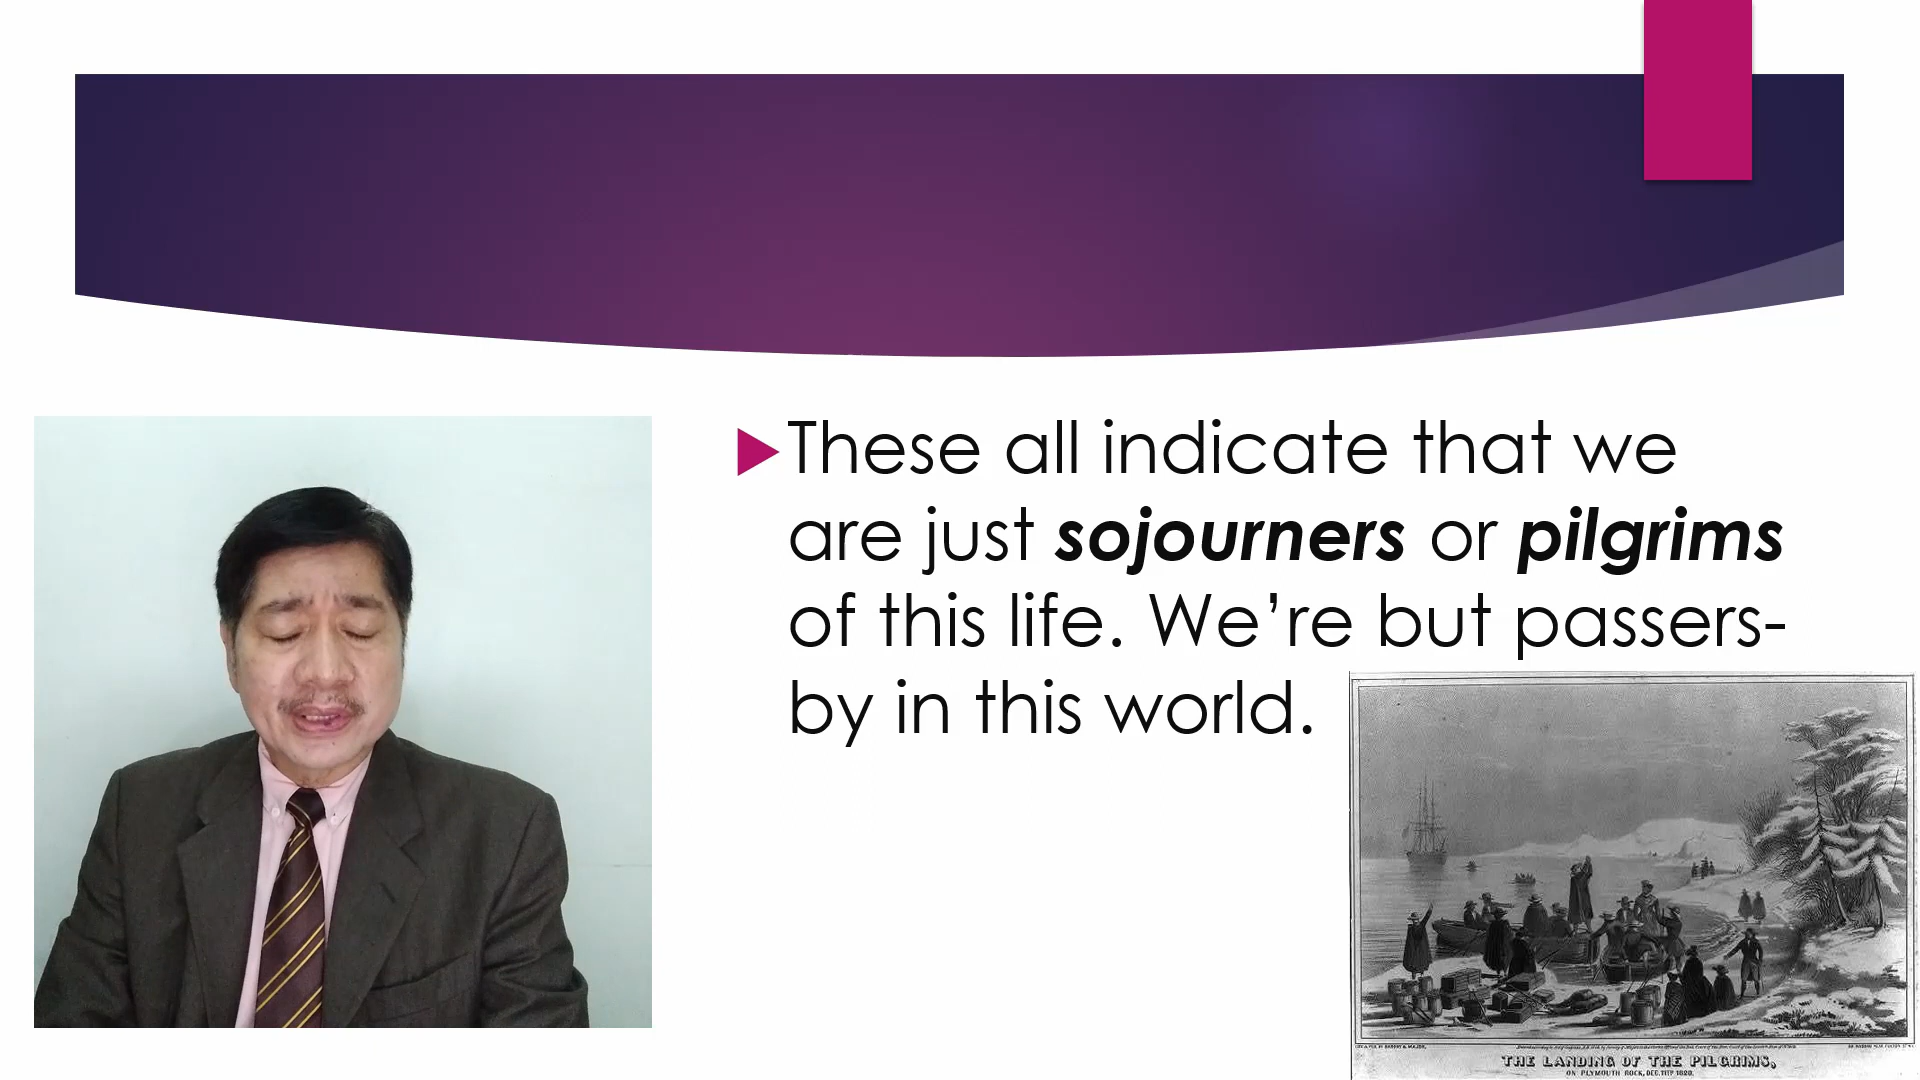 These all indicate that we
are just sojourners or pilgrims
of this life. We’re but passers-
by in this world.
THE LANDING OF THE PILGRIMS,
ON PLYMOUTH ROCK, DEC. 11TH 1620.